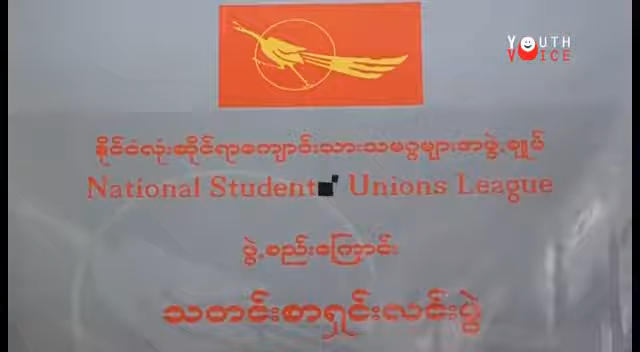 YOUTH
VOICE
နိုင်ငံလုံးဆိုင်ရာကျောင်းသားသမဂ္ဂများအဖွဲ့ချုပ်
National Student Unions League
ဖွဲ့စည်းကြောင်း
သတင်းစာရှင်းလင်းပွဲ